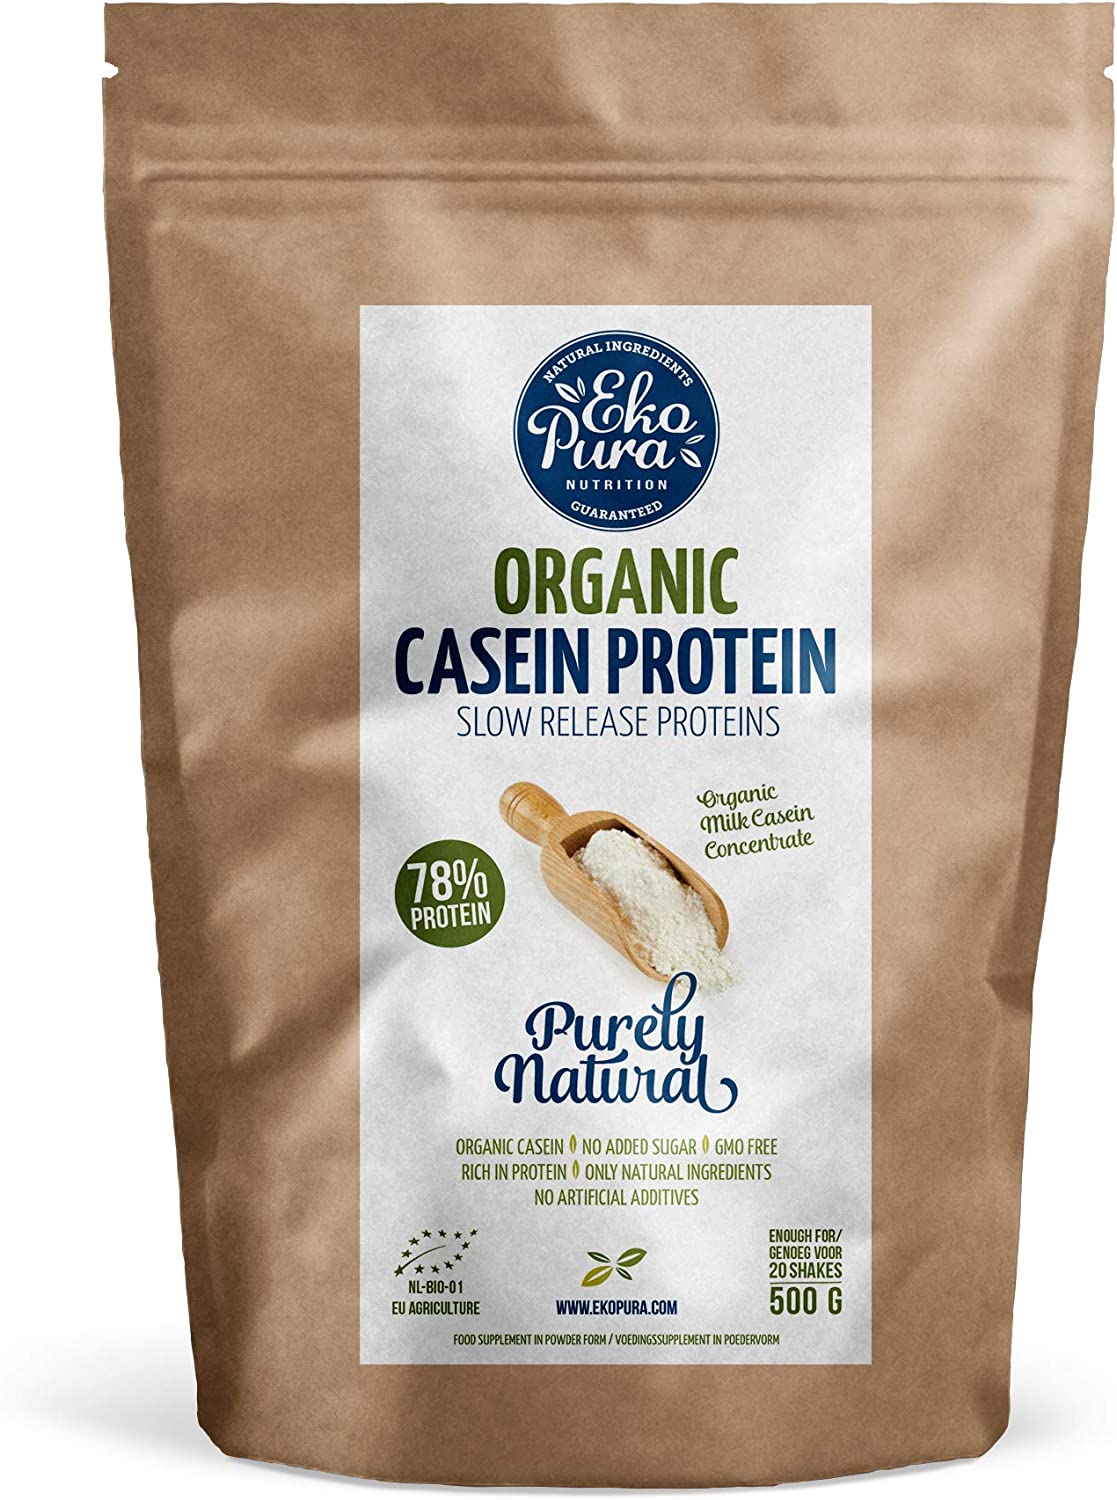 NATURAL INGREDIENTS
Eko
Pura
NUTRITION
GUARANTEED
ORGANIC
CASEIN PROTEIN
SLOW RELEASE PROTEINS
Organic
Milk Casein
Concentrate
78%
PROTEIN
Purely
Natural
ORGANIC CASEIN NO ADDED SUGAR GMO FREE
RICH IN PROTEIN ONLY NATURAL INGREDIENTS
NO ARTIFICIAL ADDITIVES
NL-BIO-01
EU AGRICULTURE
WWW.EKOPURA.COM
ENOUGH FOR/
GENOEG VOOR
20 SHAKES
500 G
FOOD SUPPLEMENT IN POWDER FORM / VOEDINGSSUPPLEMENT IN POEDERVORM